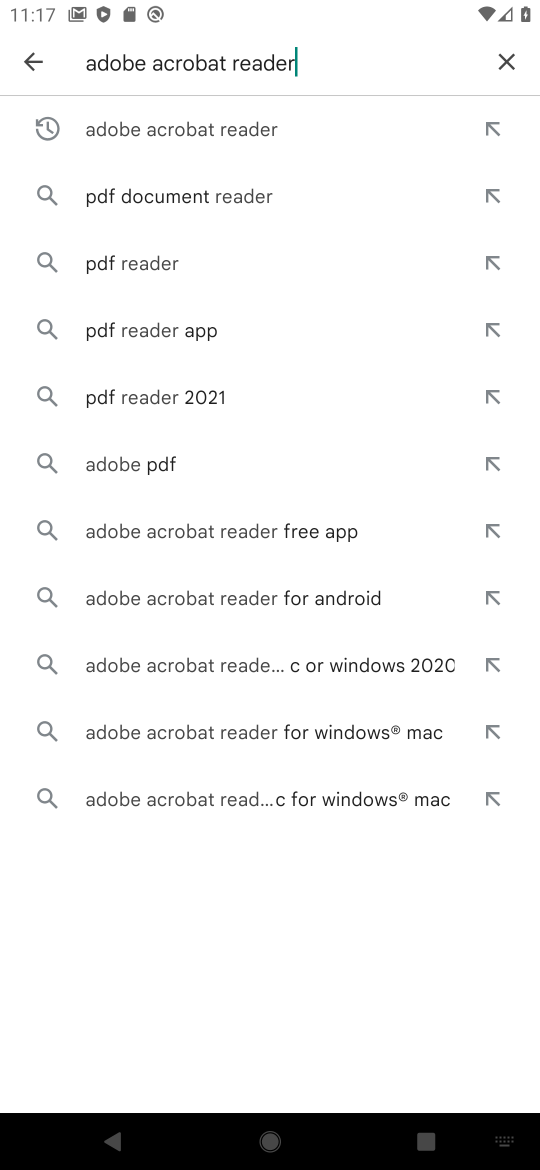 11:17
adobe acrobat reader
adobe acrobat reader
pdf document reader
pdf reader
pdf reader app
pdf reader 2021
adobe pdf
adobe acrobat reader free app
adobe acrobat reader for android
adobe acrobat reade... c or windows 2020
adobe acrobat reader for windows® mac
adobe acrobat read...c for windows® mac